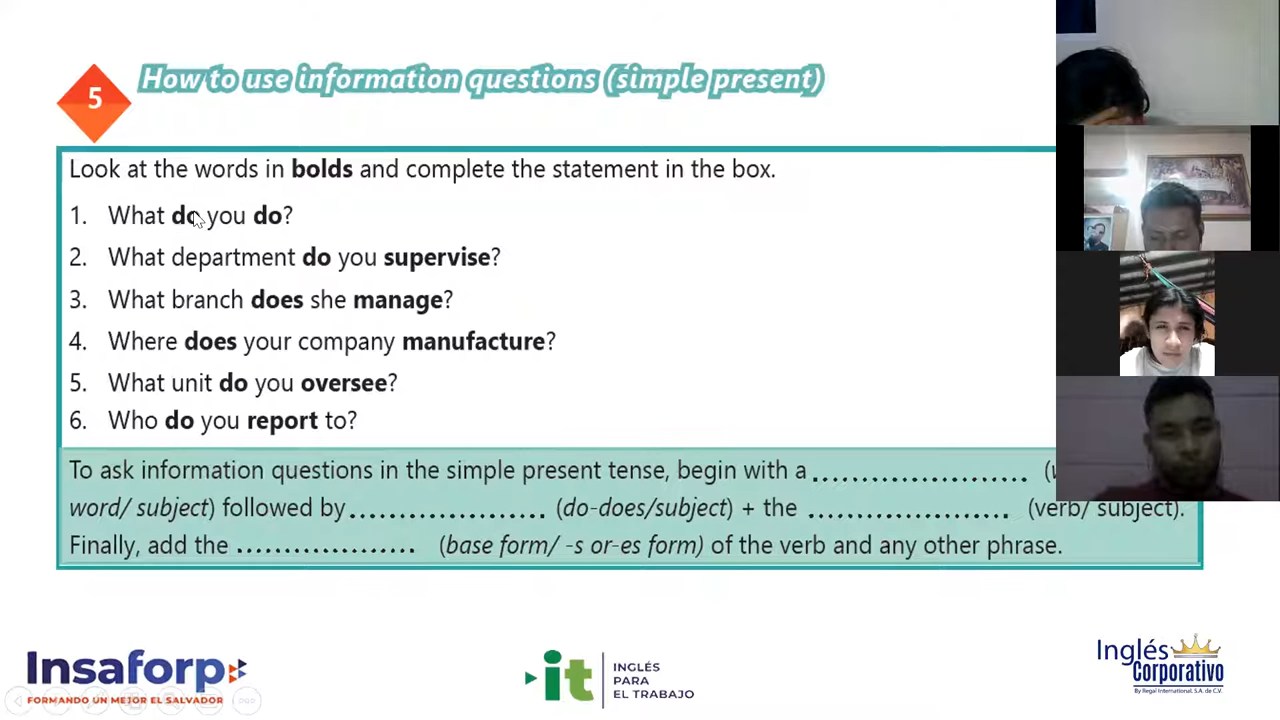 How to use information questions (simple present)
5
Look at the words in bolds and complete the statement in the box.
1. What do you do?
2. What department do you supervise?
3. What branch does she manage?
4. Where does your company manufacture?
5. What unit do you oversee?
6. Who do you report to?
To ask information questions in the simple present tense, begin with a ........................
word/ subject) followed by ...................... (do-does/subject) + the ....................... (verb/ subject).
Finally, add the .................... (base form/ -s or-es form) of the verb and any other phrase.
Insaforp
FORMANDO UN MEJOR EL SALVADOR
it
INGLÉS
PARA
EL TRABAJO
Inglés
Corporativo
By Regal International, S.A. de C.V.